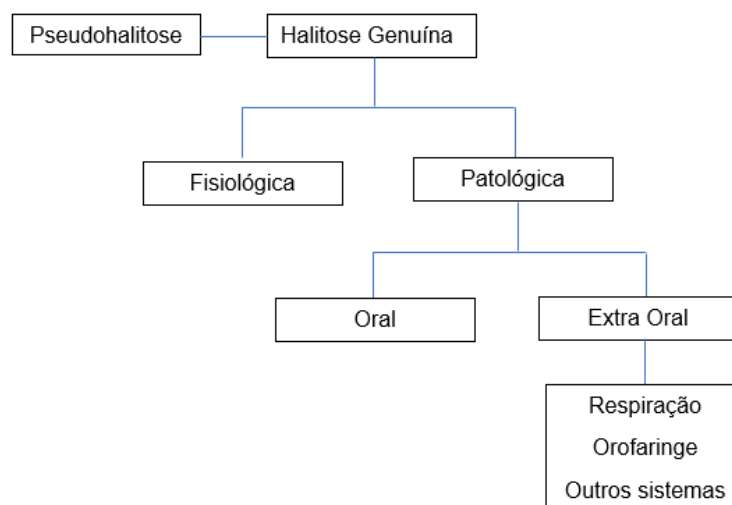 Pseudohalitose
Halitose Genuína
Fisiológica
Patológica
Oral
Extra Oral
Respiração
Orofaringe
Outros sistemas